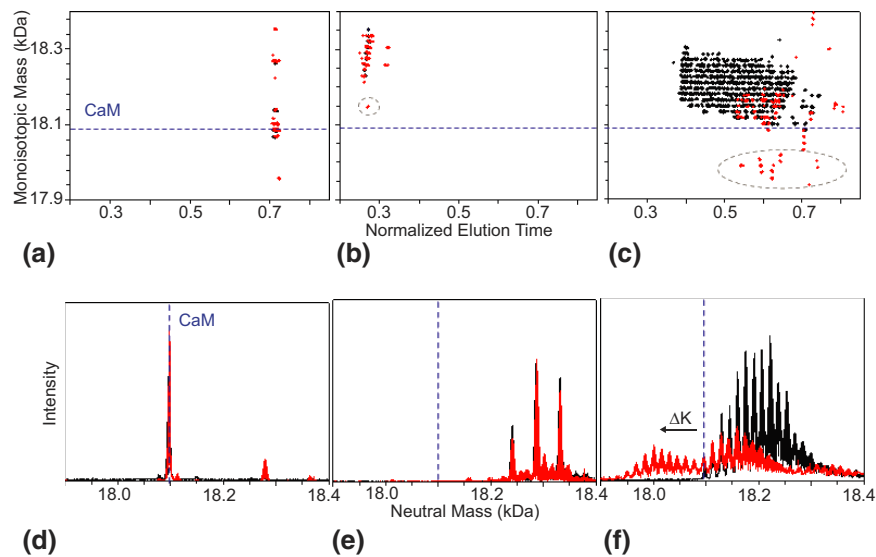 Monoisotopic Mass (kDa)
18.3
18.1
17.9
CaM
0.3 0.5 0.7
0.3 0.5 0.7
0.3 0.5 0.7
Normalized Elution Time
(a) (b) (c)
Intensity
CaM
ΔK
18.0 18.2 18.4
18.0 18.2 18.4
18.0 18.2 18.4
Neutral Mass (kDa)
(d) (e) (f)